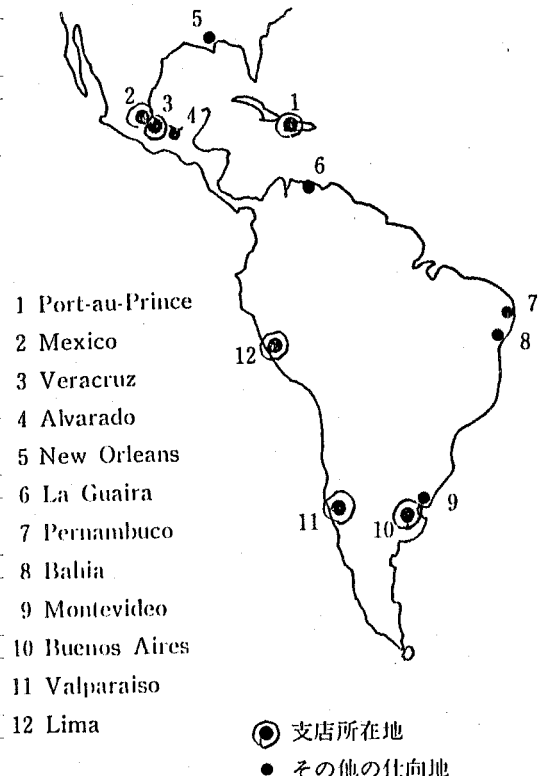 5
2
3
4
1
6
7
8
12
9
11
10
1 Port-au-Prince
2 Mexico
3 Veracruz
4 Alvarado
5 New Orleans
6 La Guaira
7 Pernambuco
8 Bahia
9 Montevideo
10 Buenos Aires
11 Valparaiso
12 Lima
支店所在地
その他の仕向地